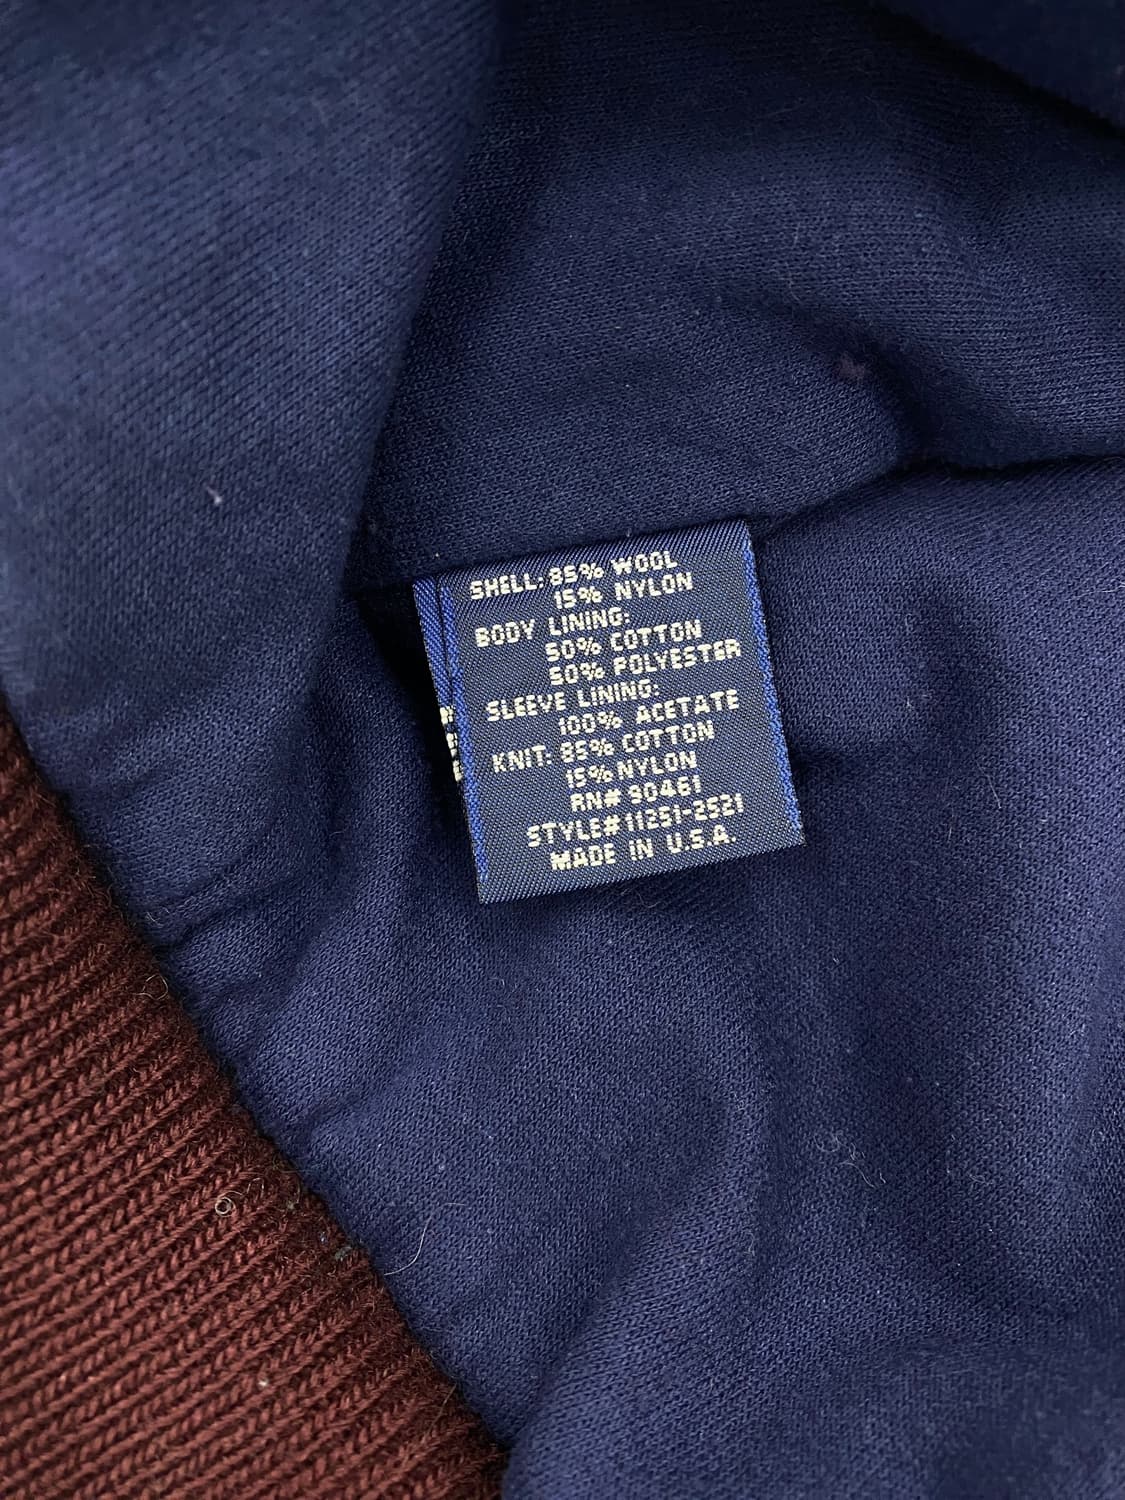 SHELL: 85% WOOL
15% NYLON
BODY LINING:
50% COTTON
50% POLYESTER
SLEEVE LINING:
100% ACETATE
KNIT: 85% COTTON
15% NYLON
RN# 90461
STYLE# 11251-2521
MADE IN U.S.A.